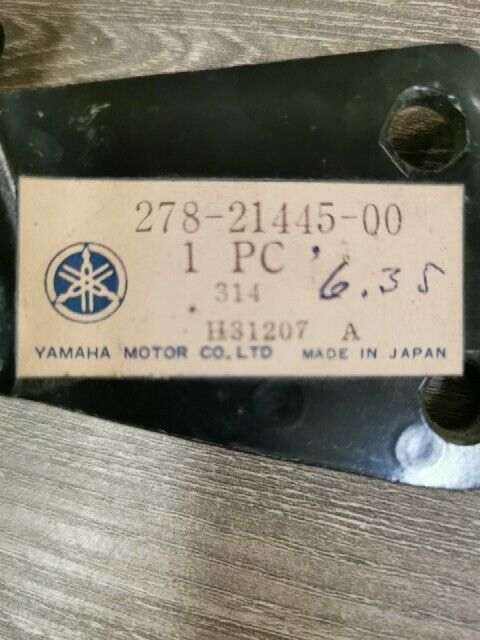 278-21445-00
1 PC
314 6.35
H31207 A
YAMAHA MOTOR CO., LTD MADE IN JAPAN